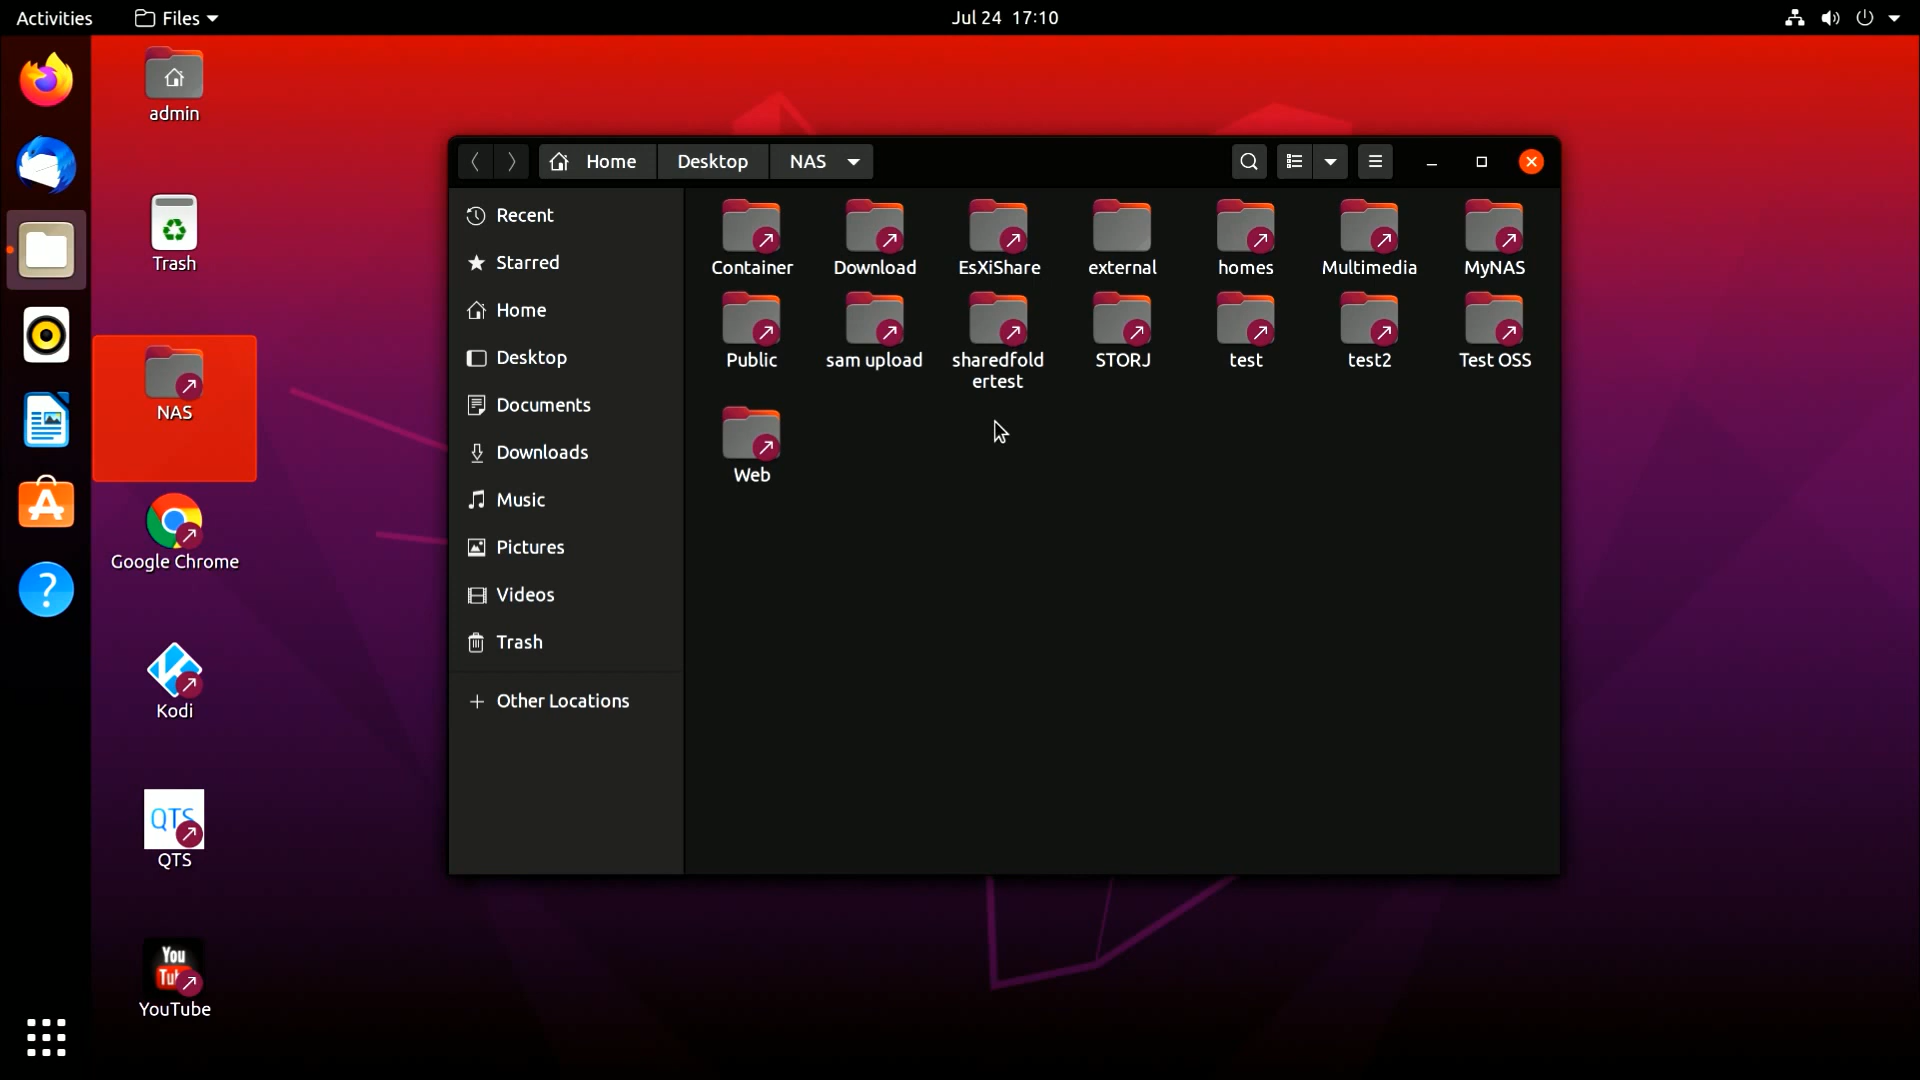 Activities
Files
Jul 24 17:10
admin
Trash
NAS
Google Chrome
Kodi
QTS
QTS
You
Tu
YouTube
Home
Desktop
NAS
Recent
Starred
Home
Desktop
Documents
Downloads
Music
Pictures
Videos
Trash
Other Locations
Container
Download
EsXiShare
external
homes
Multimedia
MyNAS
Public
sam upload
sharedfold
ertest
STORJ
test
test2
Test OSS
Web